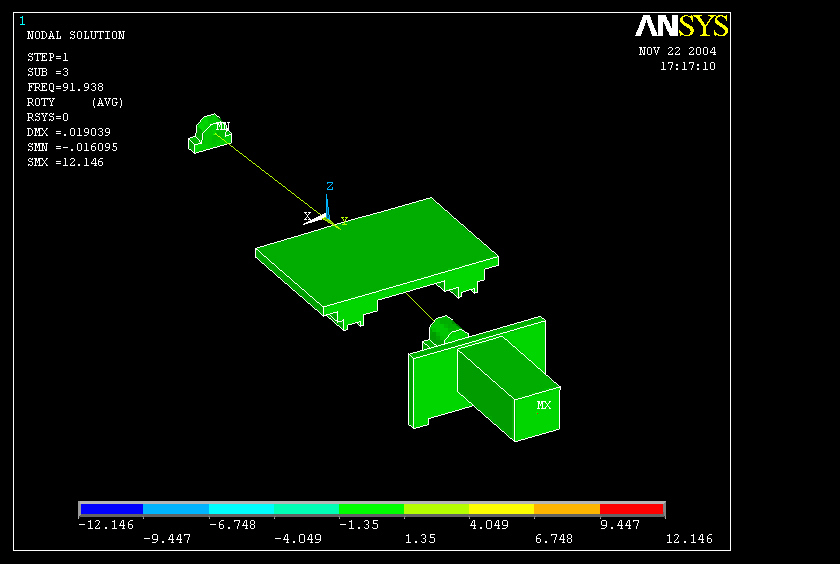 1
NODAL SOLUTION
STEP=1
SUB =3
FREQ=91.938
ROTY (AVG)
RSYS=0
DMX =.019039
SMN =-.016095
SMX =12.146
ANSYS
NOV 22 2004
17:17:10
MN
Z
X
Y
MX
-12.146 -6.748 -1.35 4.049 9.447
-9.447 -4.049 1.35 6.748 12.146